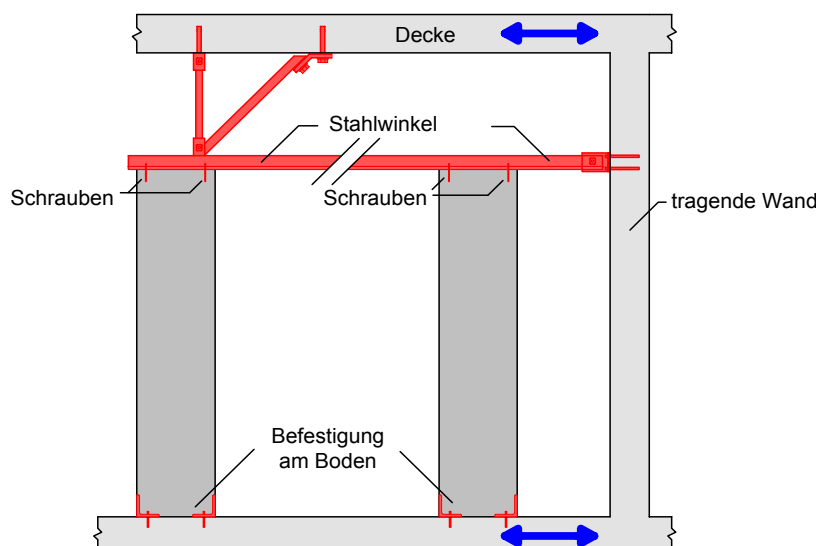 Decke
Stahlwinkel
Schrauben
Schrauben
tragende Wand
Befestigung
am Boden